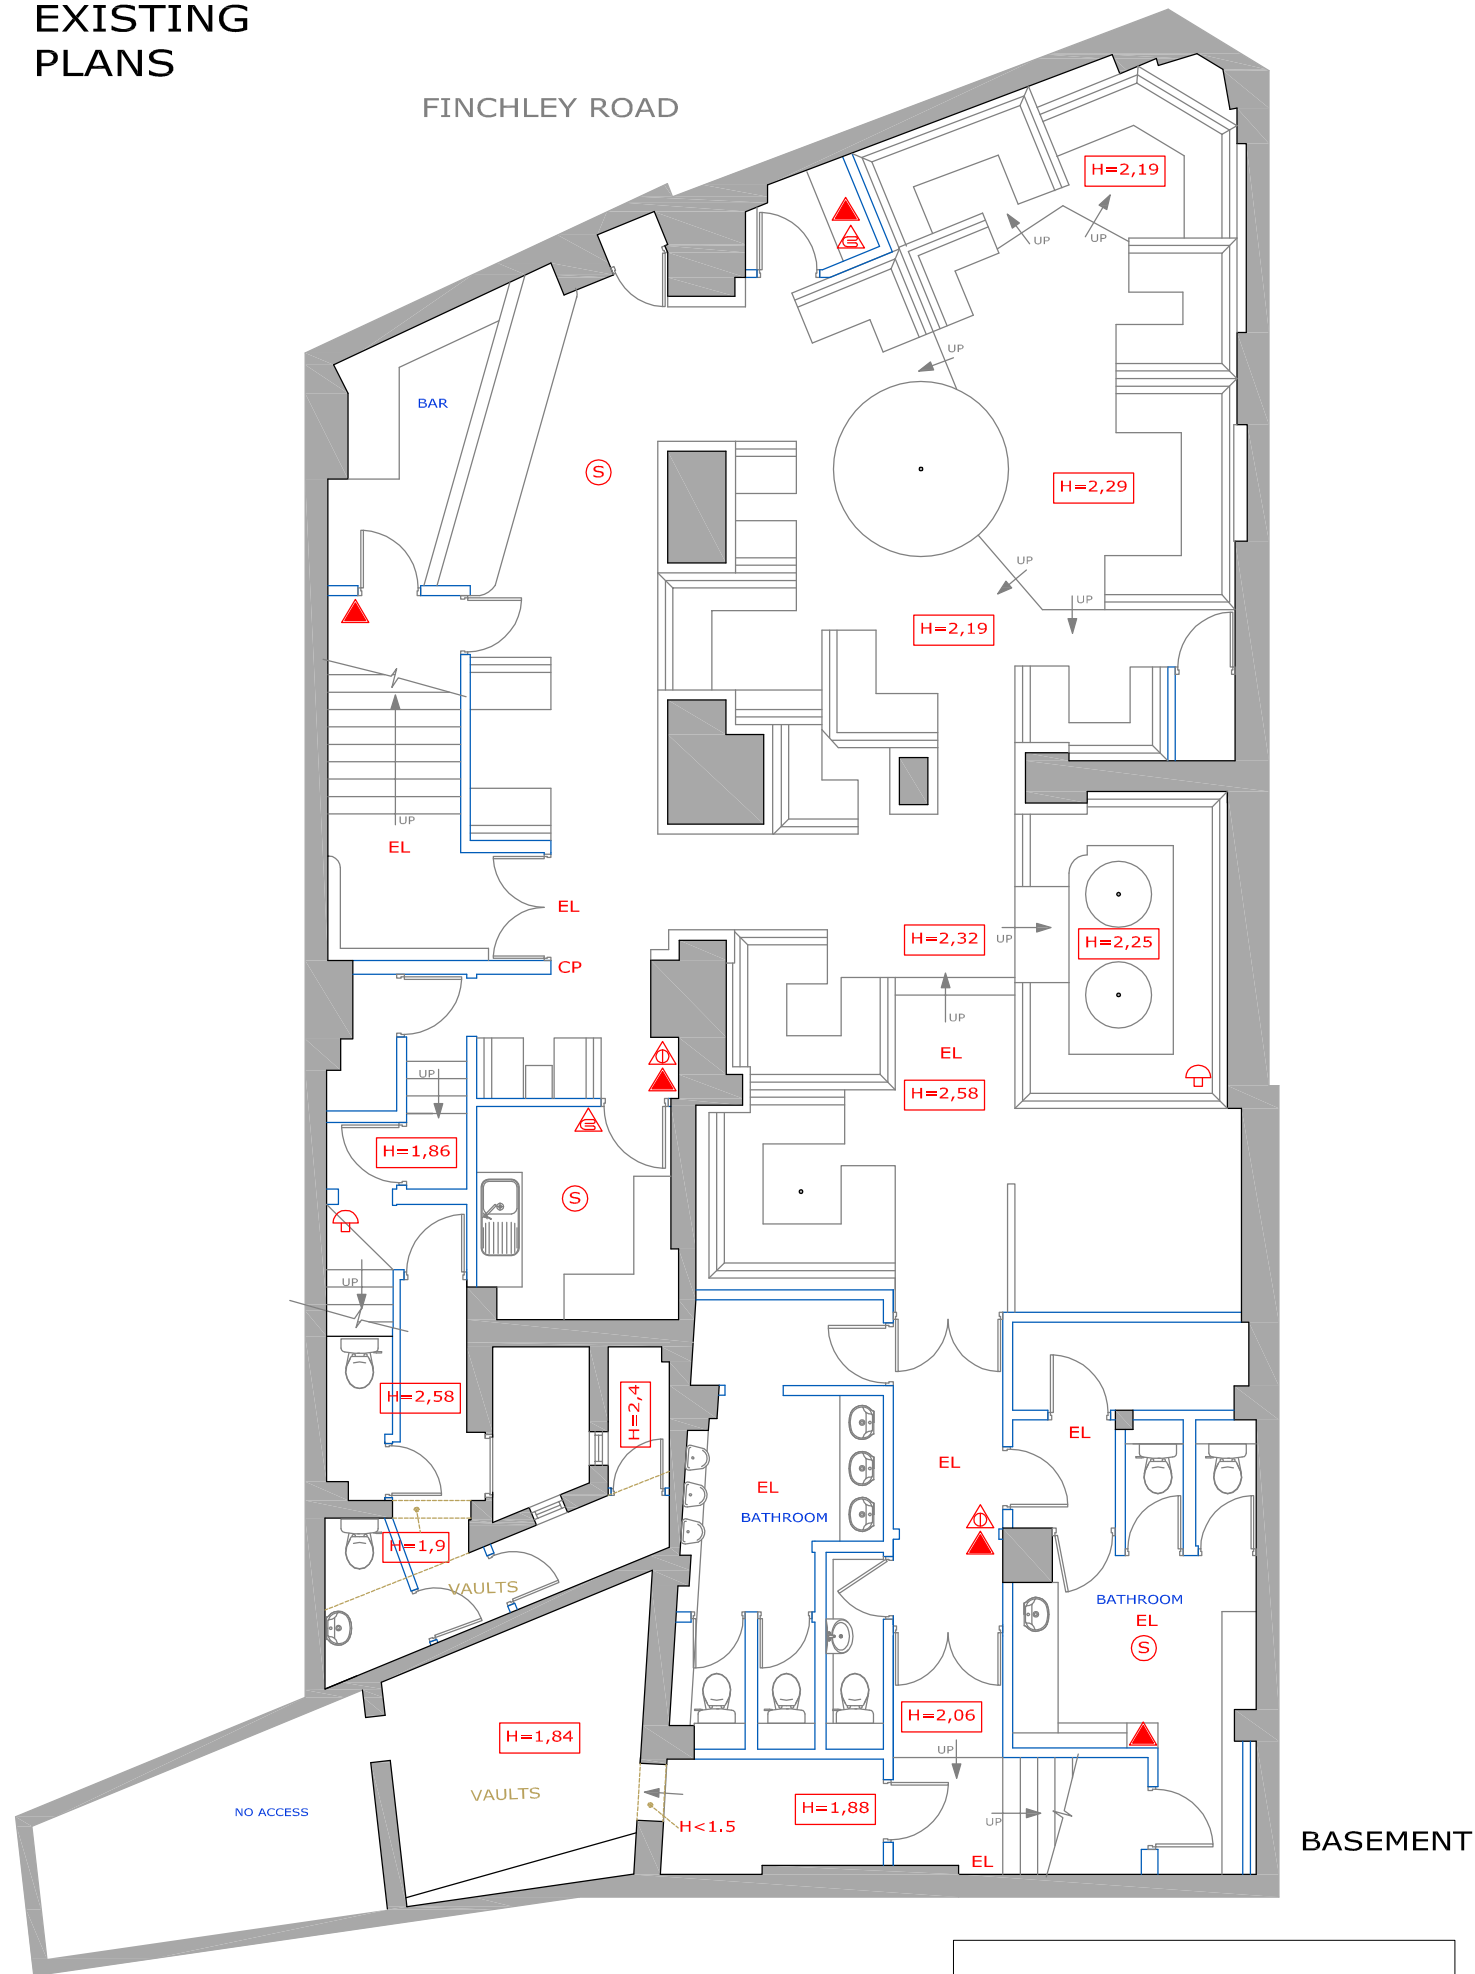 EXISTING
PLANS
FINCHLEY ROAD
H=2,19
UP
UP
UP
BAR
S
H=2,29
UP
UP
H=2,19
UP
EL
EL
H=2,32
UP
H=2,25
CP
UP
EL
UP
H=2,58
H=1,86
S
UP
H=2,58
H=2,4
EL
EL
EL
BATHROOM
H=1,9
VAULTS
BATHROOM
EL
S
H=2,06
H=1,84
UP
VAULTS
NO ACCESS
H=1,88
UP
H<1.5
BASEMENT
EL